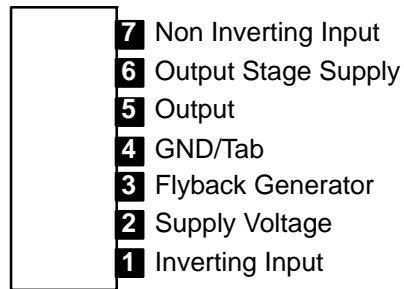 7 Non Inverting Input
6 Output Stage Supply
5 Output
4 GND/Tab
3 Flyback Generator
2 Supply Voltage
1 Inverting Input